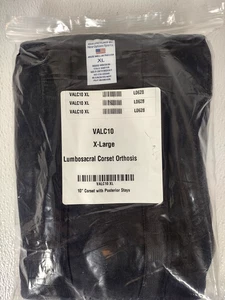 XL
VALC10 XL L0628
VALC10 XL L0628
VALC10 XL L0628
VALC10
X-Large
Lumbosacral Corset Orthosis
VALC10 XL
10" Corset with Posterior Stays